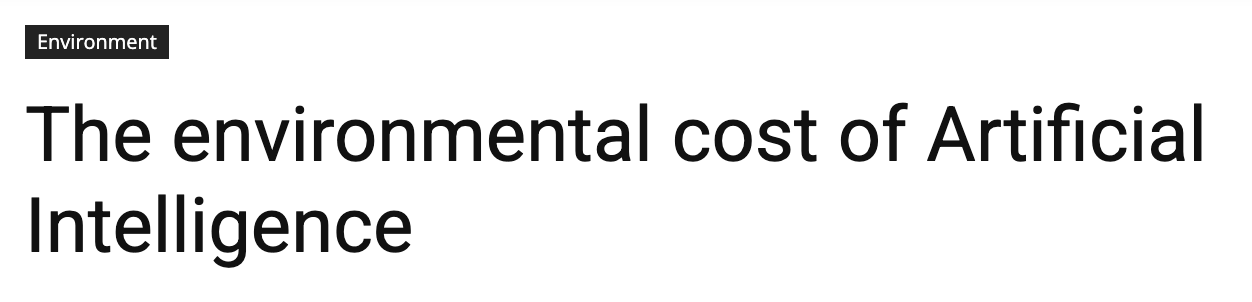 Environment
The environmental cost of Artificial
Intelligence